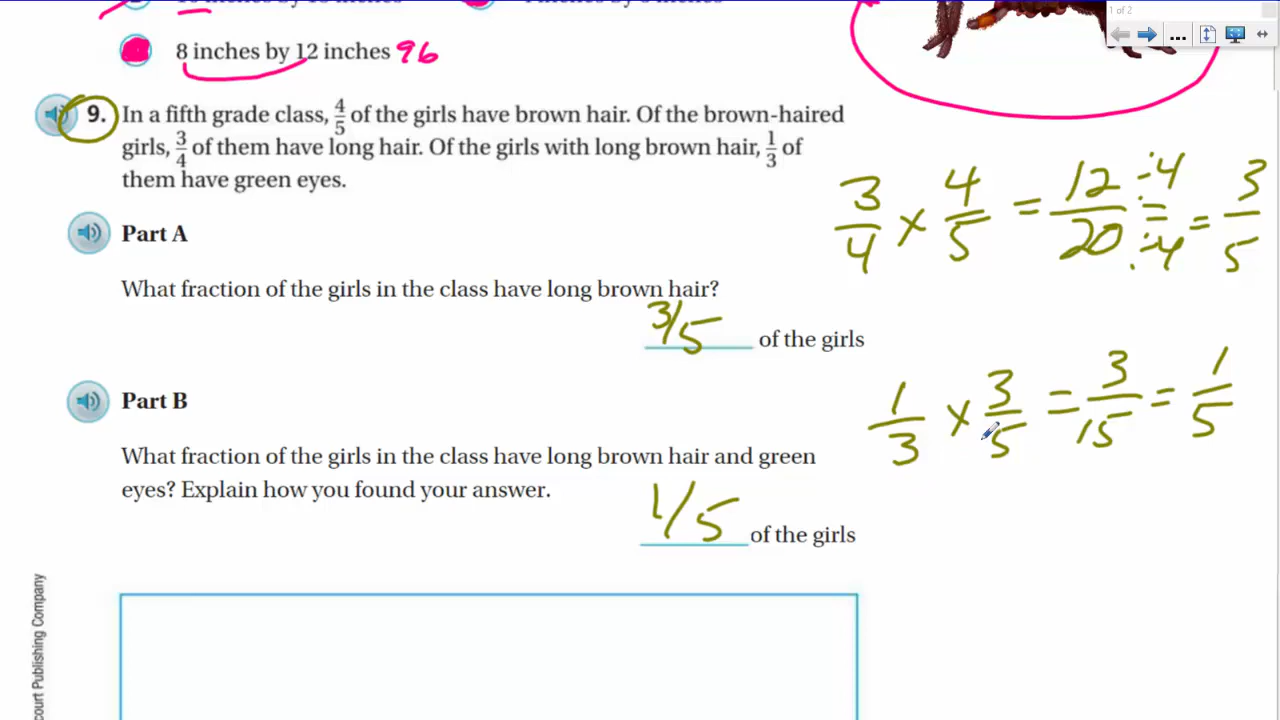 8 inches by 12 inches 96
1 of 2
9. In a fifth grade class, 4/5 of the girls have brown hair. Of the brown-haired
girls, 3/4 of them have long hair. Of the girls with long brown hair, 1/3 of
them have green eyes.
3/4 × 4/5 = 12/20 ÷4/÷4 = = 3/5
Part A
What fraction of the girls in the class have long brown hair?
3/5 of the girls
Part B
1/3 × 3/5 = 3/15 = 1/5
What fraction of the girls in the class have long brown hair and green
eyes? Explain how you found your answer.
1/5 of the girls
court Publishing Company